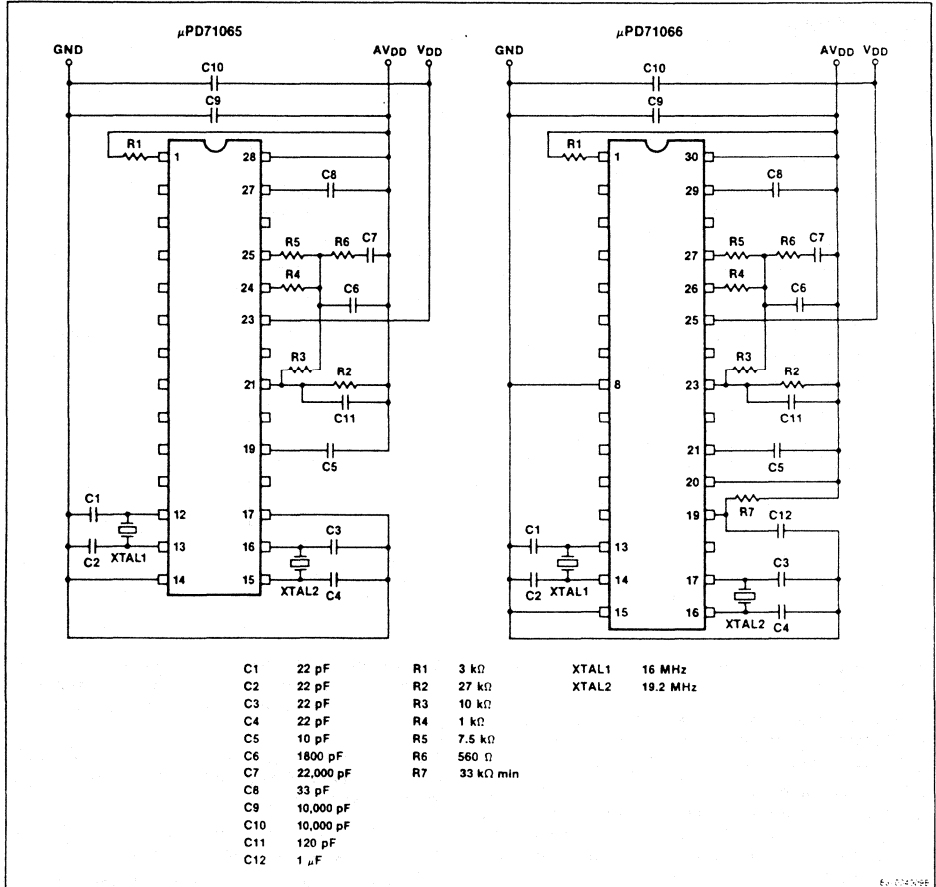 μPD71065
GND
AVDD
VDD
C10
C9
R1
1
28
27
C8
25
R5
R6
C7
24
R4
C6
23
R3
21
R2
C11
19
C5
C1
12
17
16
C3
C2
13
XTAL1
14
15
XTAL2
C4
μPD71066
GND
AVDD
VDD
C10
C9
R1
1
30
29
C8
27
R5
R6
C7
26
R4
C6
25
R3
8
23
R2
C11
21
C5
20
R7
19
C12
C1
13
C2
14
XTAL1
17
C3
15
16
XTAL2
C4
C1 22 pF R1 3 kΩ XTAL1 16 MHz
C2 22 pF R2 27 kΩ XTAL2 19.2 MHz
C3 22 pF R3 10 kΩ
C4 22 pF R4 1 kΩ
C5 10 pF R5 7.5 kΩ
C6 1800 pF R6 560 Ω
C7 22,000 pF R7 33 kΩ min
C8 33 pF
C9 10,000 pF
C10 10,000 pF
C11 120 pF
C12 1 μF